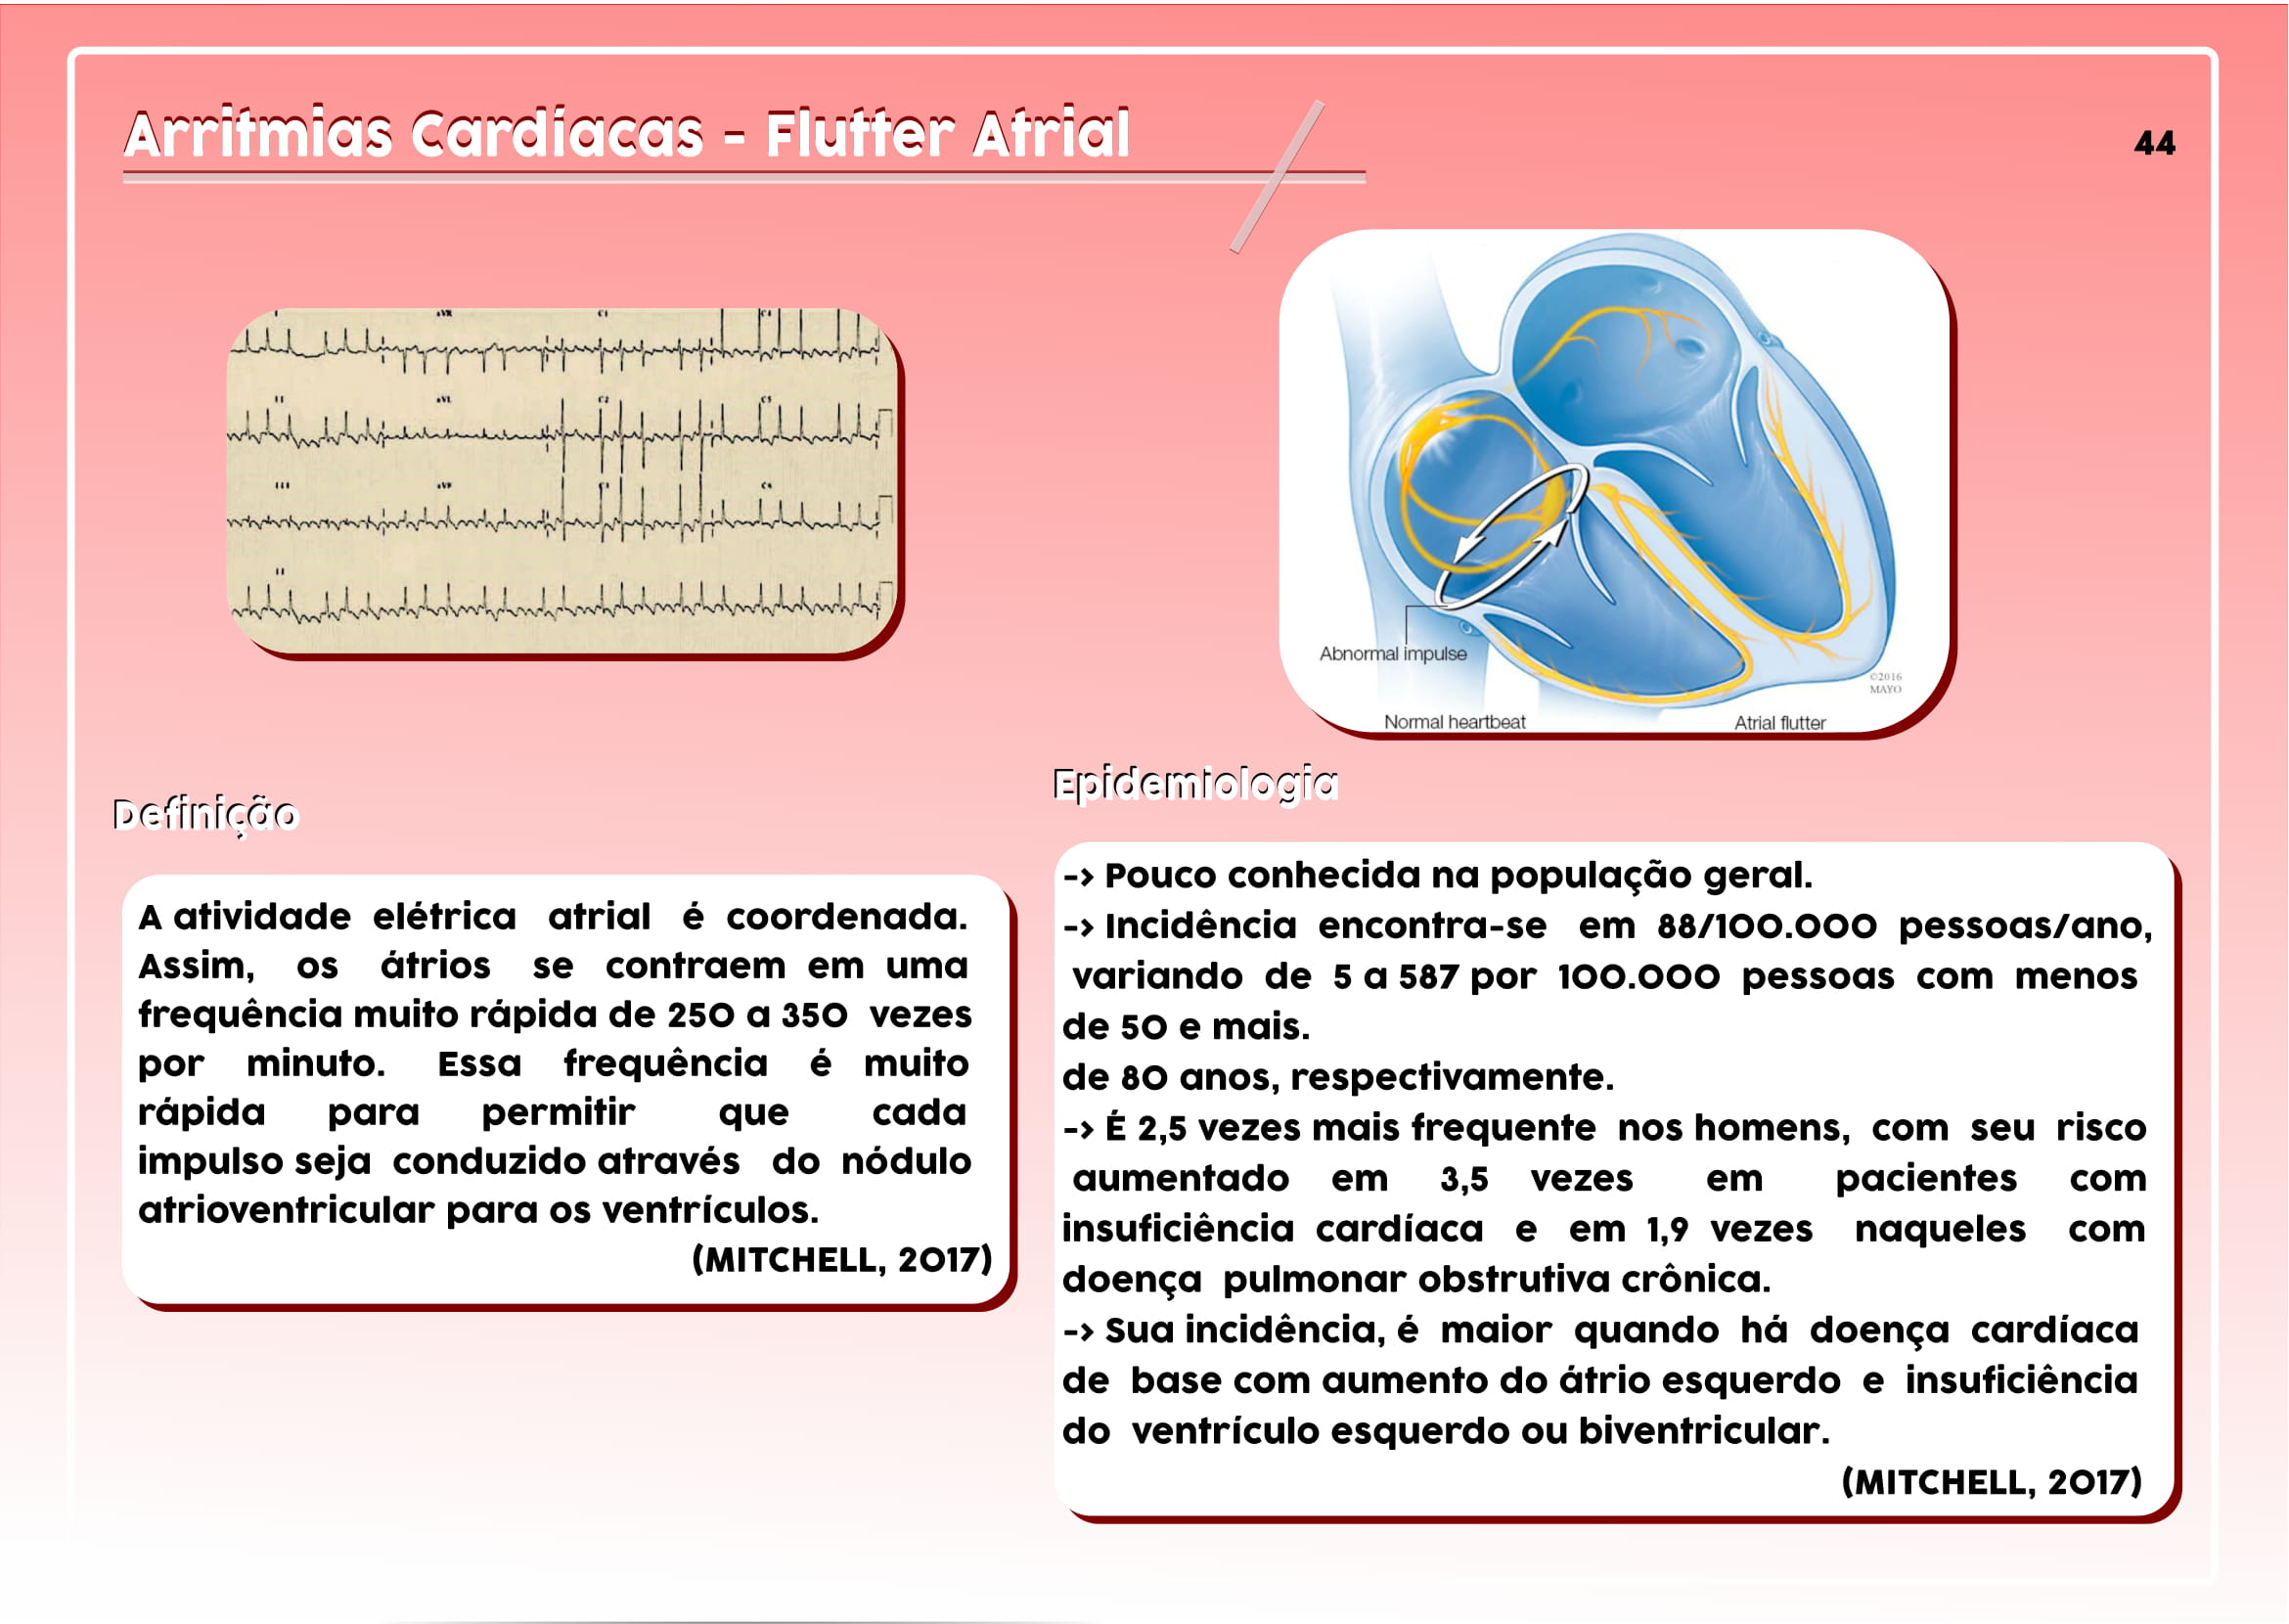 Arritmias Cardíacas - Flutter Atrial
44
I aVR C1 C4
II aVL C2 C5
III aVF C3 C6
II
Abnormal impulse
©2016
MAYO
Normal heartbeat Atrial flutter
Definição
A atividade elétrica atrial é coordenada.
Assim, os átrios se contraem em uma
frequência muito rápida de 250 a 350 vezes
por minuto. Essa frequência é muito
rápida para permitir que cada
impulso seja conduzido através do nódulo
atrioventricular para os ventrículos.
(MITCHELL, 2017)
Epidemiologia
-> Pouco conhecida na população geral.
-> Incidência encontra-se em 88/100.000 pessoas/ano,
variando de 5 a 587 por 100.000 pessoas com menos
de 50 e mais.
de 80 anos, respectivamente.
-> É 2,5 vezes mais frequente nos homens, com seu risco
aumentado em 3,5 vezes em pacientes com
insuficiência cardíaca e em 1,9 vezes naqueles com
doença pulmonar obstrutiva crônica.
-> Sua incidência, é maior quando há doença cardíaca
de base com aumento do átrio esquerdo e insuficiência
do ventrículo esquerdo ou biventricular.
(MITCHELL, 2017)